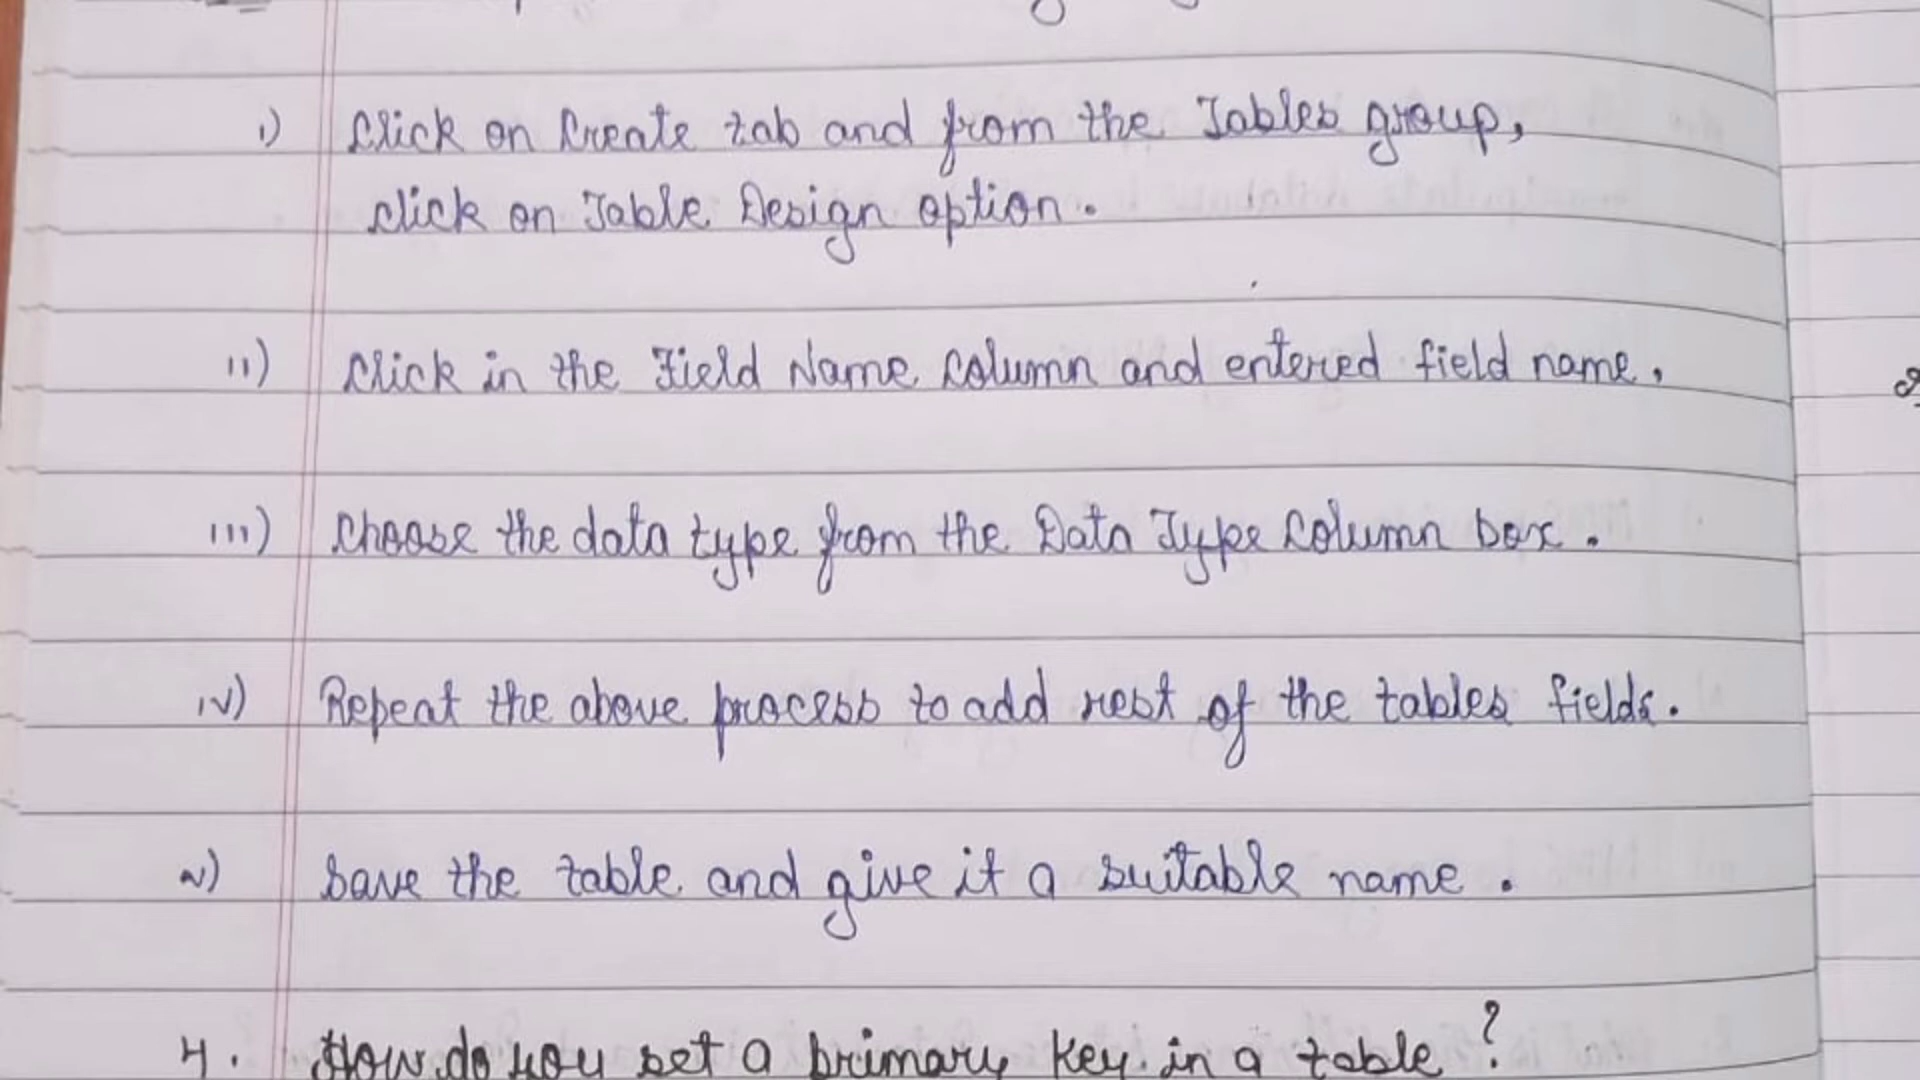 i) Click on Create tab and from the Tables group,
click on Table Design option.
ii) Click in the Field Name Column and entered field name.
iii) Choose the data type from the Data Type Column box.
iv) Repeat the above process to add rest of the tables fields.
v) Save the table and give it a suitable name.
4. How do you set a primary key in a table?